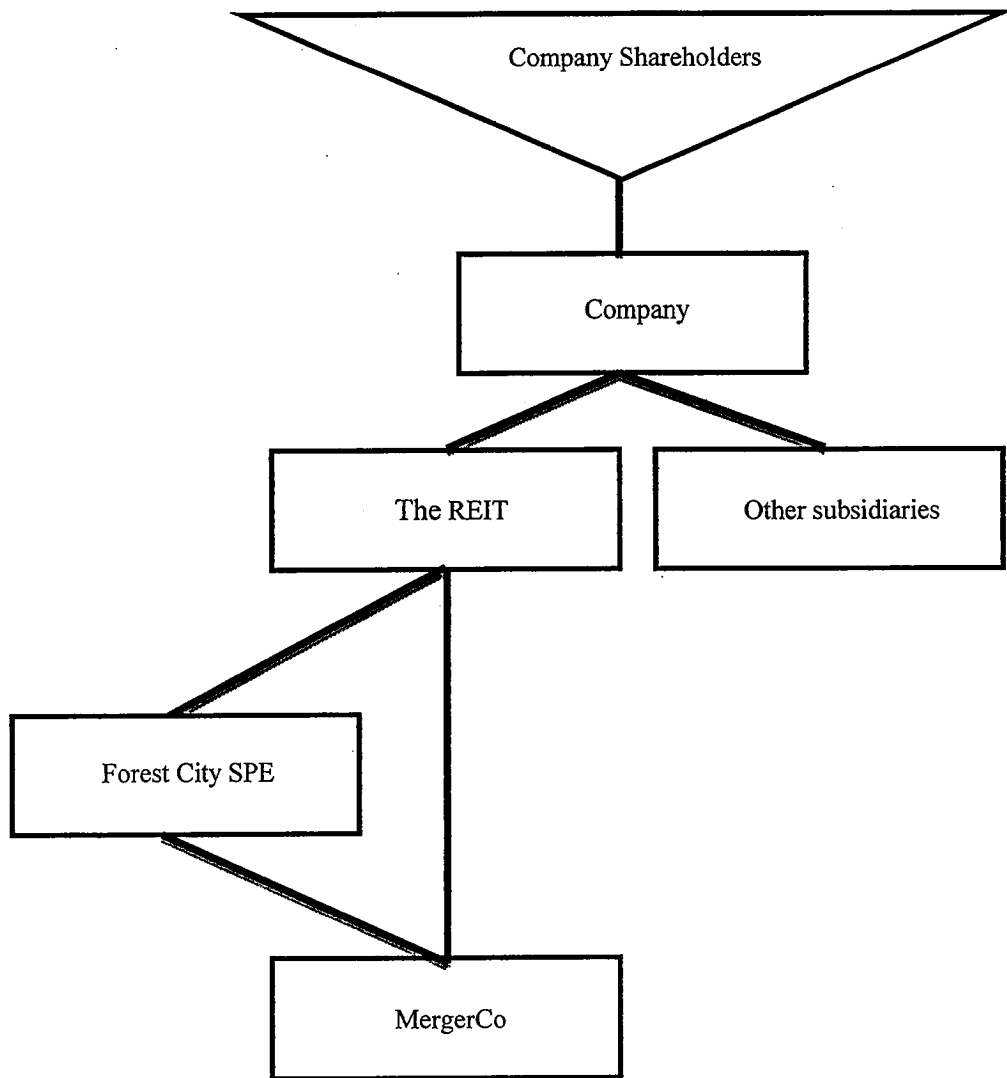 Company Shareholders
Company
The REIT
Other subsidiaries
Forest City SPE
MergerCo